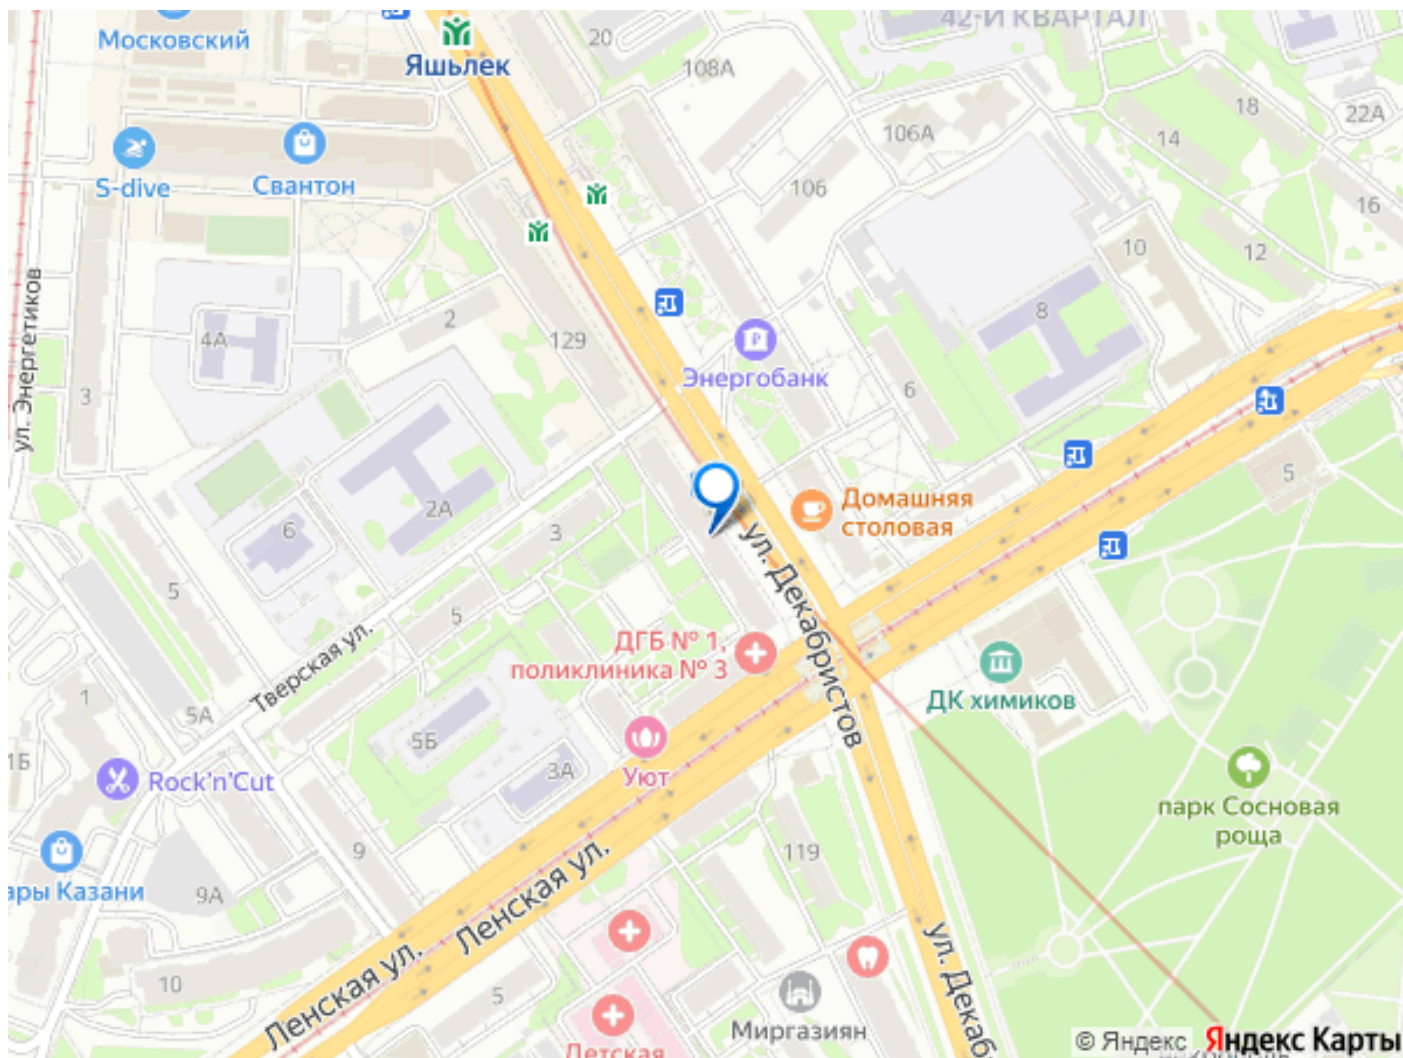 42-Й КВАРТАЛ
Московский
Яшьлек
20
108А
18
22А
14
106А
S-dive
Свантон
106
16
10
12
ул. Энергетиков
4А
2
129
8
3
Энергобанк
6
2А
Домашняя
столовая
5
6
3
5
5
ул. Декабристов
ДГБ № 1,
поликлиника № 3
Тверская ул.
1
5А
ДК химиков
5Б
3А
Уют
1Б
Rock'n'Cut
парк Сосновая
роща
9
119
ары Казани
9А
Ленская ул.
Ленская ул.
ул. Декаб
10
5
Миргазиян
Детская
© Яндекс Яндекс Карты